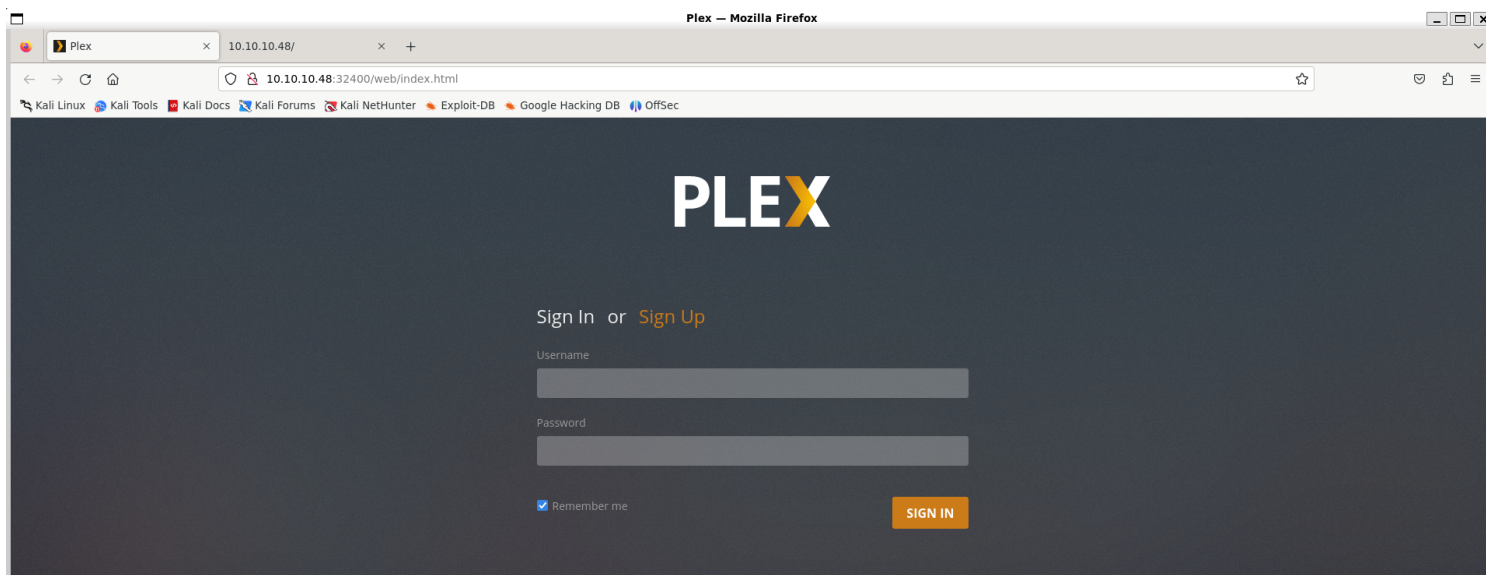 Plex — Mozilla Firefox
Plex
10.10.10.48/
10.10.10.48:32400/web/index.html
Kali Linux Kali Tools Kali Docs Kali Forums Kali NetHunter Exploit-DB Google Hacking DB OffSec
PLEX
Sign In or Sign Up
Username
Password
Remember me
SIGN IN